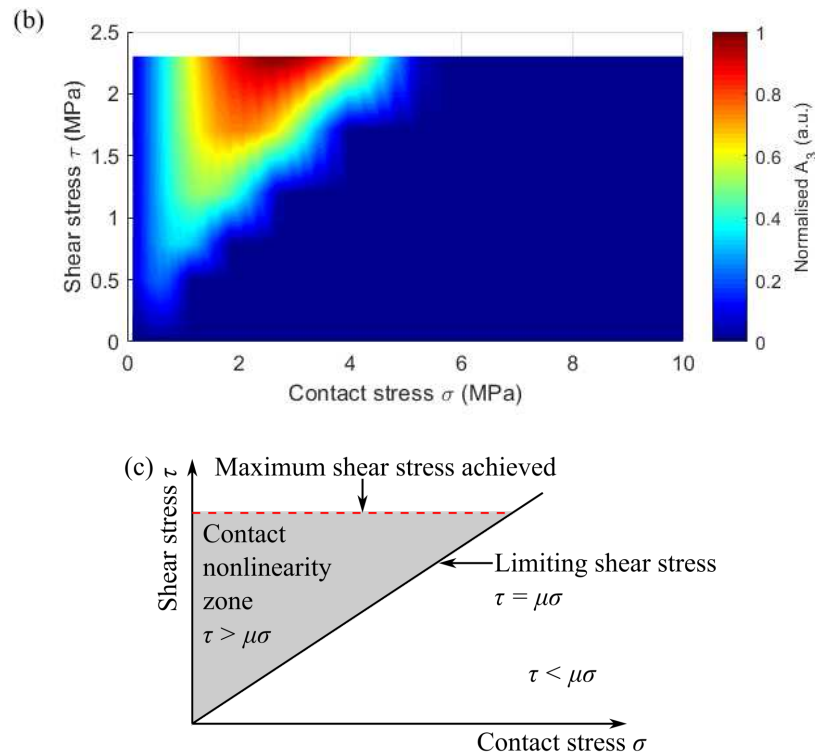 (b)
2.5
2
1.5
1
0.5
0
Shear stress τ (MPa)
0 2 4 6 8 10
Contact stress σ (MPa)
1
0.8
0.6
0.4
0.2
0
Normalised A₃ (a.u.)
(c)
Maximum shear stress achieved
Shear stress τ
Contact
nonlinearity
zone
τ > μσ
Limiting shear stress
τ = μσ
τ < μσ
Contact stress σ